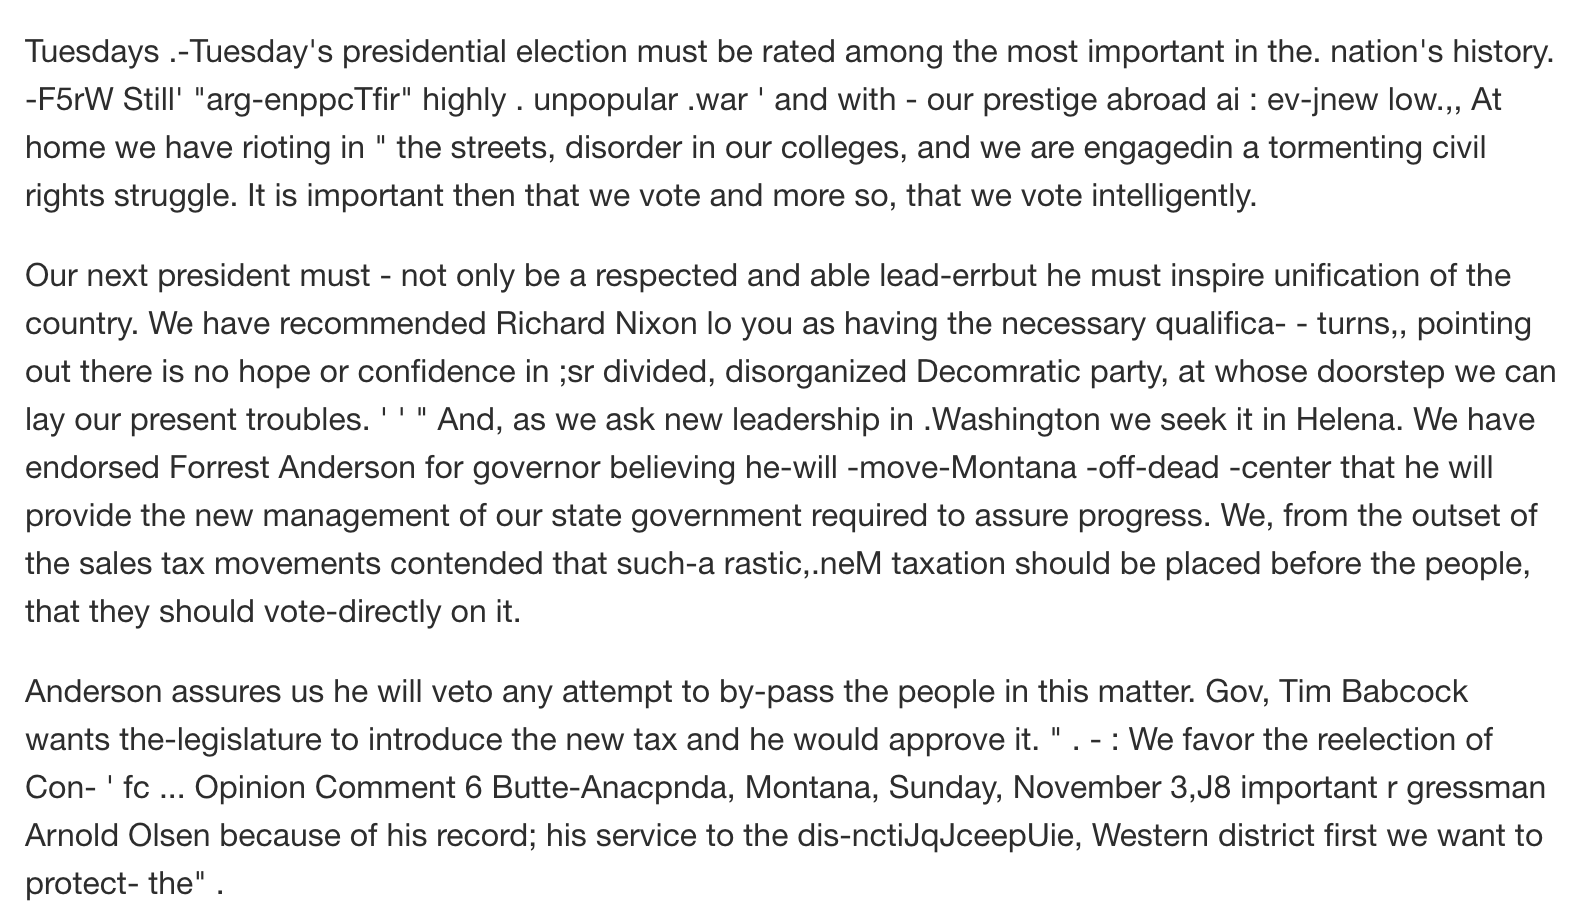 Tuesdays .-Tuesday's presidential election must be rated among the most important in the. nation's history.
-F5rW Still' "arg-enppcTfir" highly . unpopular .war ' and with - our prestige abroad ai : ev-jnew low.,, At
home we have rioting in " the streets, disorder in our colleges, and we are engagedin a tormenting civil
rights struggle. It is important then that we vote and more so, that we vote intelligently.
Our next president must - not only be a respected and able lead-errbut he must inspire unification of the
country. We have recommended Richard Nixon lo you as having the necessary qualifica- - turns,, pointing
out there is no hope or confidence in ;sr divided, disorganized Decomratic party, at whose doorstep we can
lay our present troubles. ' ' " And, as we ask new leadership in .Washington we seek it in Helena. We have
endorsed Forrest Anderson for governor believing he-will -move-Montana -off-dead -center that he will
provide the new management of our state government required to assure progress. We, from the outset of
the sales tax movements contended that such-a rastic,.neM taxation should be placed before the people,
that they should vote-directly on it.
Anderson assures us he will veto any attempt to by-pass the people in this matter. Gov, Tim Babcock
wants the-legislature to introduce the new tax and he would approve it. " . - : We favor the reelection of
Con- ' fc ... Opinion Comment 6 Butte-Anacpnda, Montana, Sunday, November 3,J8 important r gressman
Arnold Olsen because of his record; his service to the dis-nctiJqJceepUie, Western district first we want to
protect- the" .